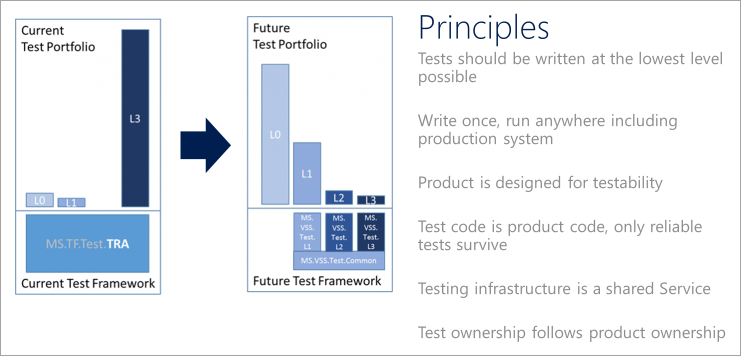 Current
Test Portfolio
L3
L0
L1
MS.TF.Test.TRA
Current Test Framework
Future
Test Portfolio
L0
L1
L2
L3
MS.
VSS.
Test.
L1
MS.
VSS.
Test.
L2
MS.
VSS.
Test.
L3
MS.VSS.Test.Common
Future Test Framework
Principles
Tests should be written at the lowest level
possible
Write once, run anywhere including
production system
Product is designed for testability
Test code is product code, only reliable
tests survive
Testing infrastructure is a shared Service
Test ownership follows product ownership